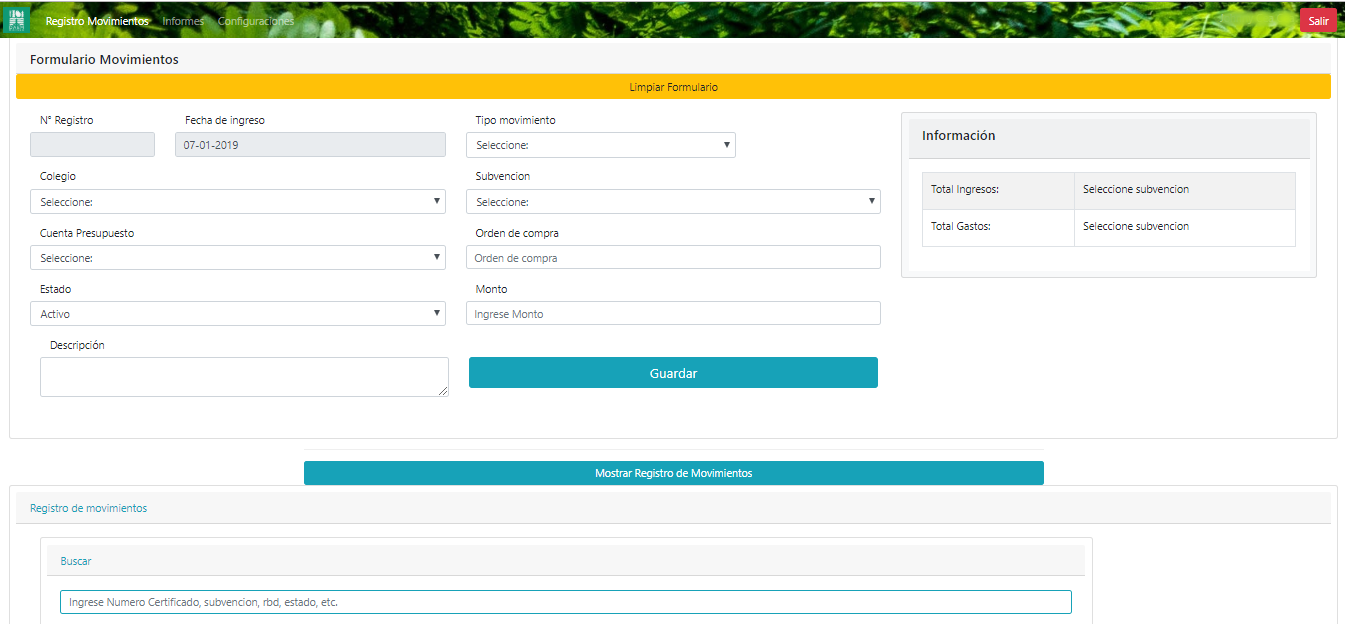 Registro Movimientos Informes Configuraciones Salir
Formulario Movimientos
Limpiar Formulario
N° Registro Fecha de ingreso Tipo movimiento
07-01-2019 Seleccione:
Información
Colegio Subvencion
Seleccione: Seleccione:
Total Ingresos: Seleccione subvencion
Total Gastos: Seleccione subvencion
Cuenta Presupuesto Orden de compra
Seleccione: Orden de compra
Estado Monto
Activo Ingrese Monto
Descripción
Guardar
Mostrar Registro de Movimientos
Registro de movimientos
Buscar
Ingrese Numero Certificado, subvencion, rbd, estado, etc.